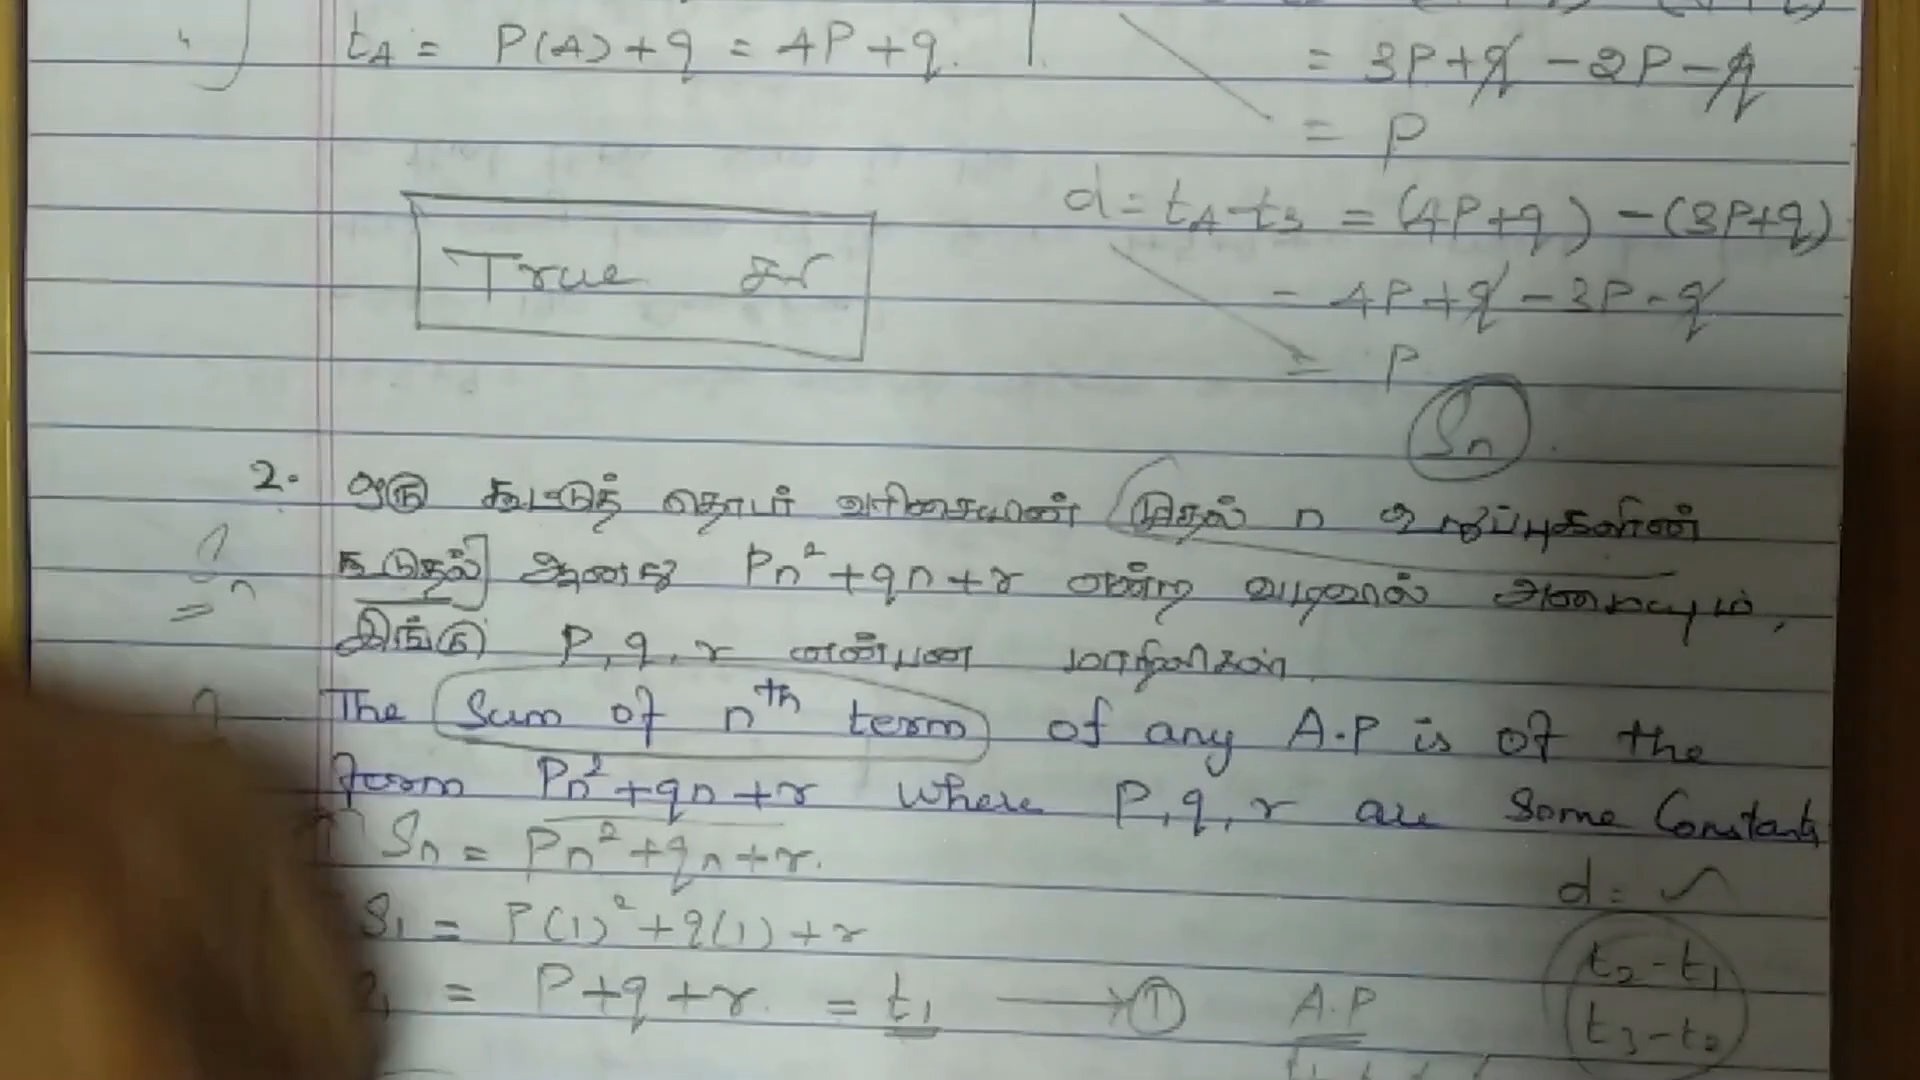 tA = P(A)+q = 4P+q.
= 3P+q - 2P-q
= P
True சரி
d = tA-t3 = (4P+q) - (3P+q)
= 4P+q - 3P-q
= P
Sn
2. ஒரு கூட்டுத் தொடர் வரிசையின் முதல் n உறுப்புகளின்
கூடுதல் ஆனது Pn²+qn+r என்ற வடிவில் அமையும்,
இங்கு P, q, r என்பன மாறிலிகள்.
The Sum of nth term of any A.P is of the
form Pn²+qn+r where P, q, r are Some Constants
Sn = Pn²+qn+r.
S1 = P(1)²+q(1)+r
= P+q+r. = t1 → ①
A.P
d =
t2-t1
t3-t2